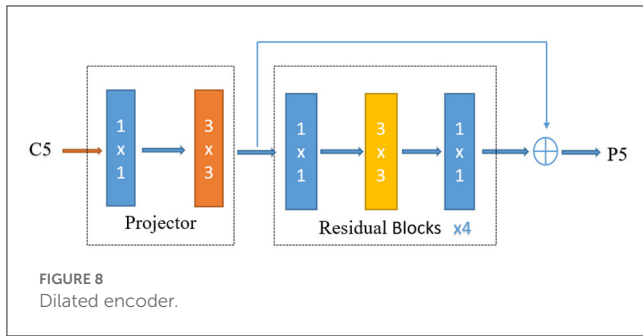 C5
1
x
1
3
x
3
Projector
1
x
1
3
x
3
1
x
1
Residual Blocks x4
P5
FIGURE 8
Dilated encoder.